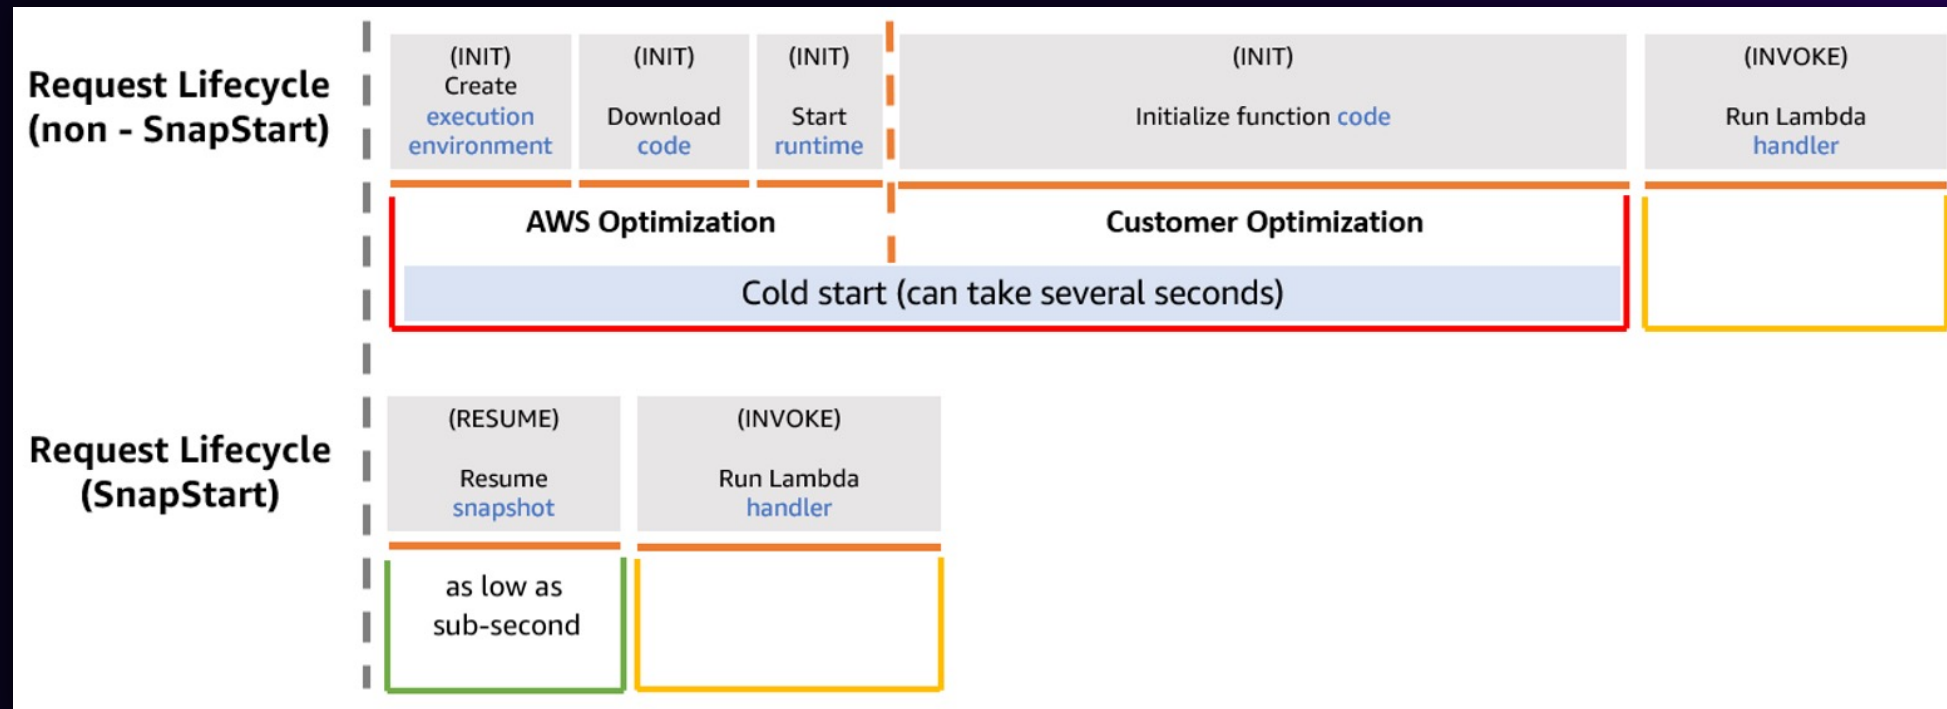 Request Lifecycle
(non - SnapStart)
(INIT)
Create
execution
environment
(INIT)
Download
code
(INIT)
Start
runtime
(INIT)
Initialize function code
(INVOKE)
Run Lambda
handler
AWS Optimization
Customer Optimization
Cold start (can take several seconds)
Request Lifecycle
(SnapStart)
(RESUME)
Resume
snapshot
(INVOKE)
Run Lambda
handler
as low as
sub-second